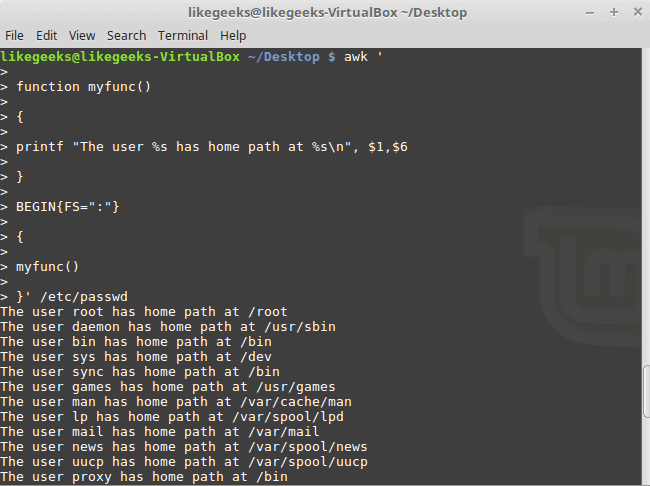 likegeeks@likegeeks-VirtualBox ~/Desktop
File Edit View Search Terminal Help
likegeeks@likegeeks-VirtualBox ~/Desktop $ awk '
>
> function myfunc()
>
> {
>
> printf "The user %s has home path at %s\n", $1,$6
>
> }
>
> BEGIN{FS=":"}
>
> {
>
> myfunc()
>
> }' /etc/passwd
The user root has home path at /root
The user daemon has home path at /usr/sbin
The user bin has home path at /bin
The user sys has home path at /dev
The user sync has home path at /bin
The user games has home path at /usr/games
The user man has home path at /var/cache/man
The user lp has home path at /var/spool/lpd
The user mail has home path at /var/mail
The user news has home path at /var/spool/news
The user uucp has home path at /var/spool/uucp
The user proxy has home path at /bin